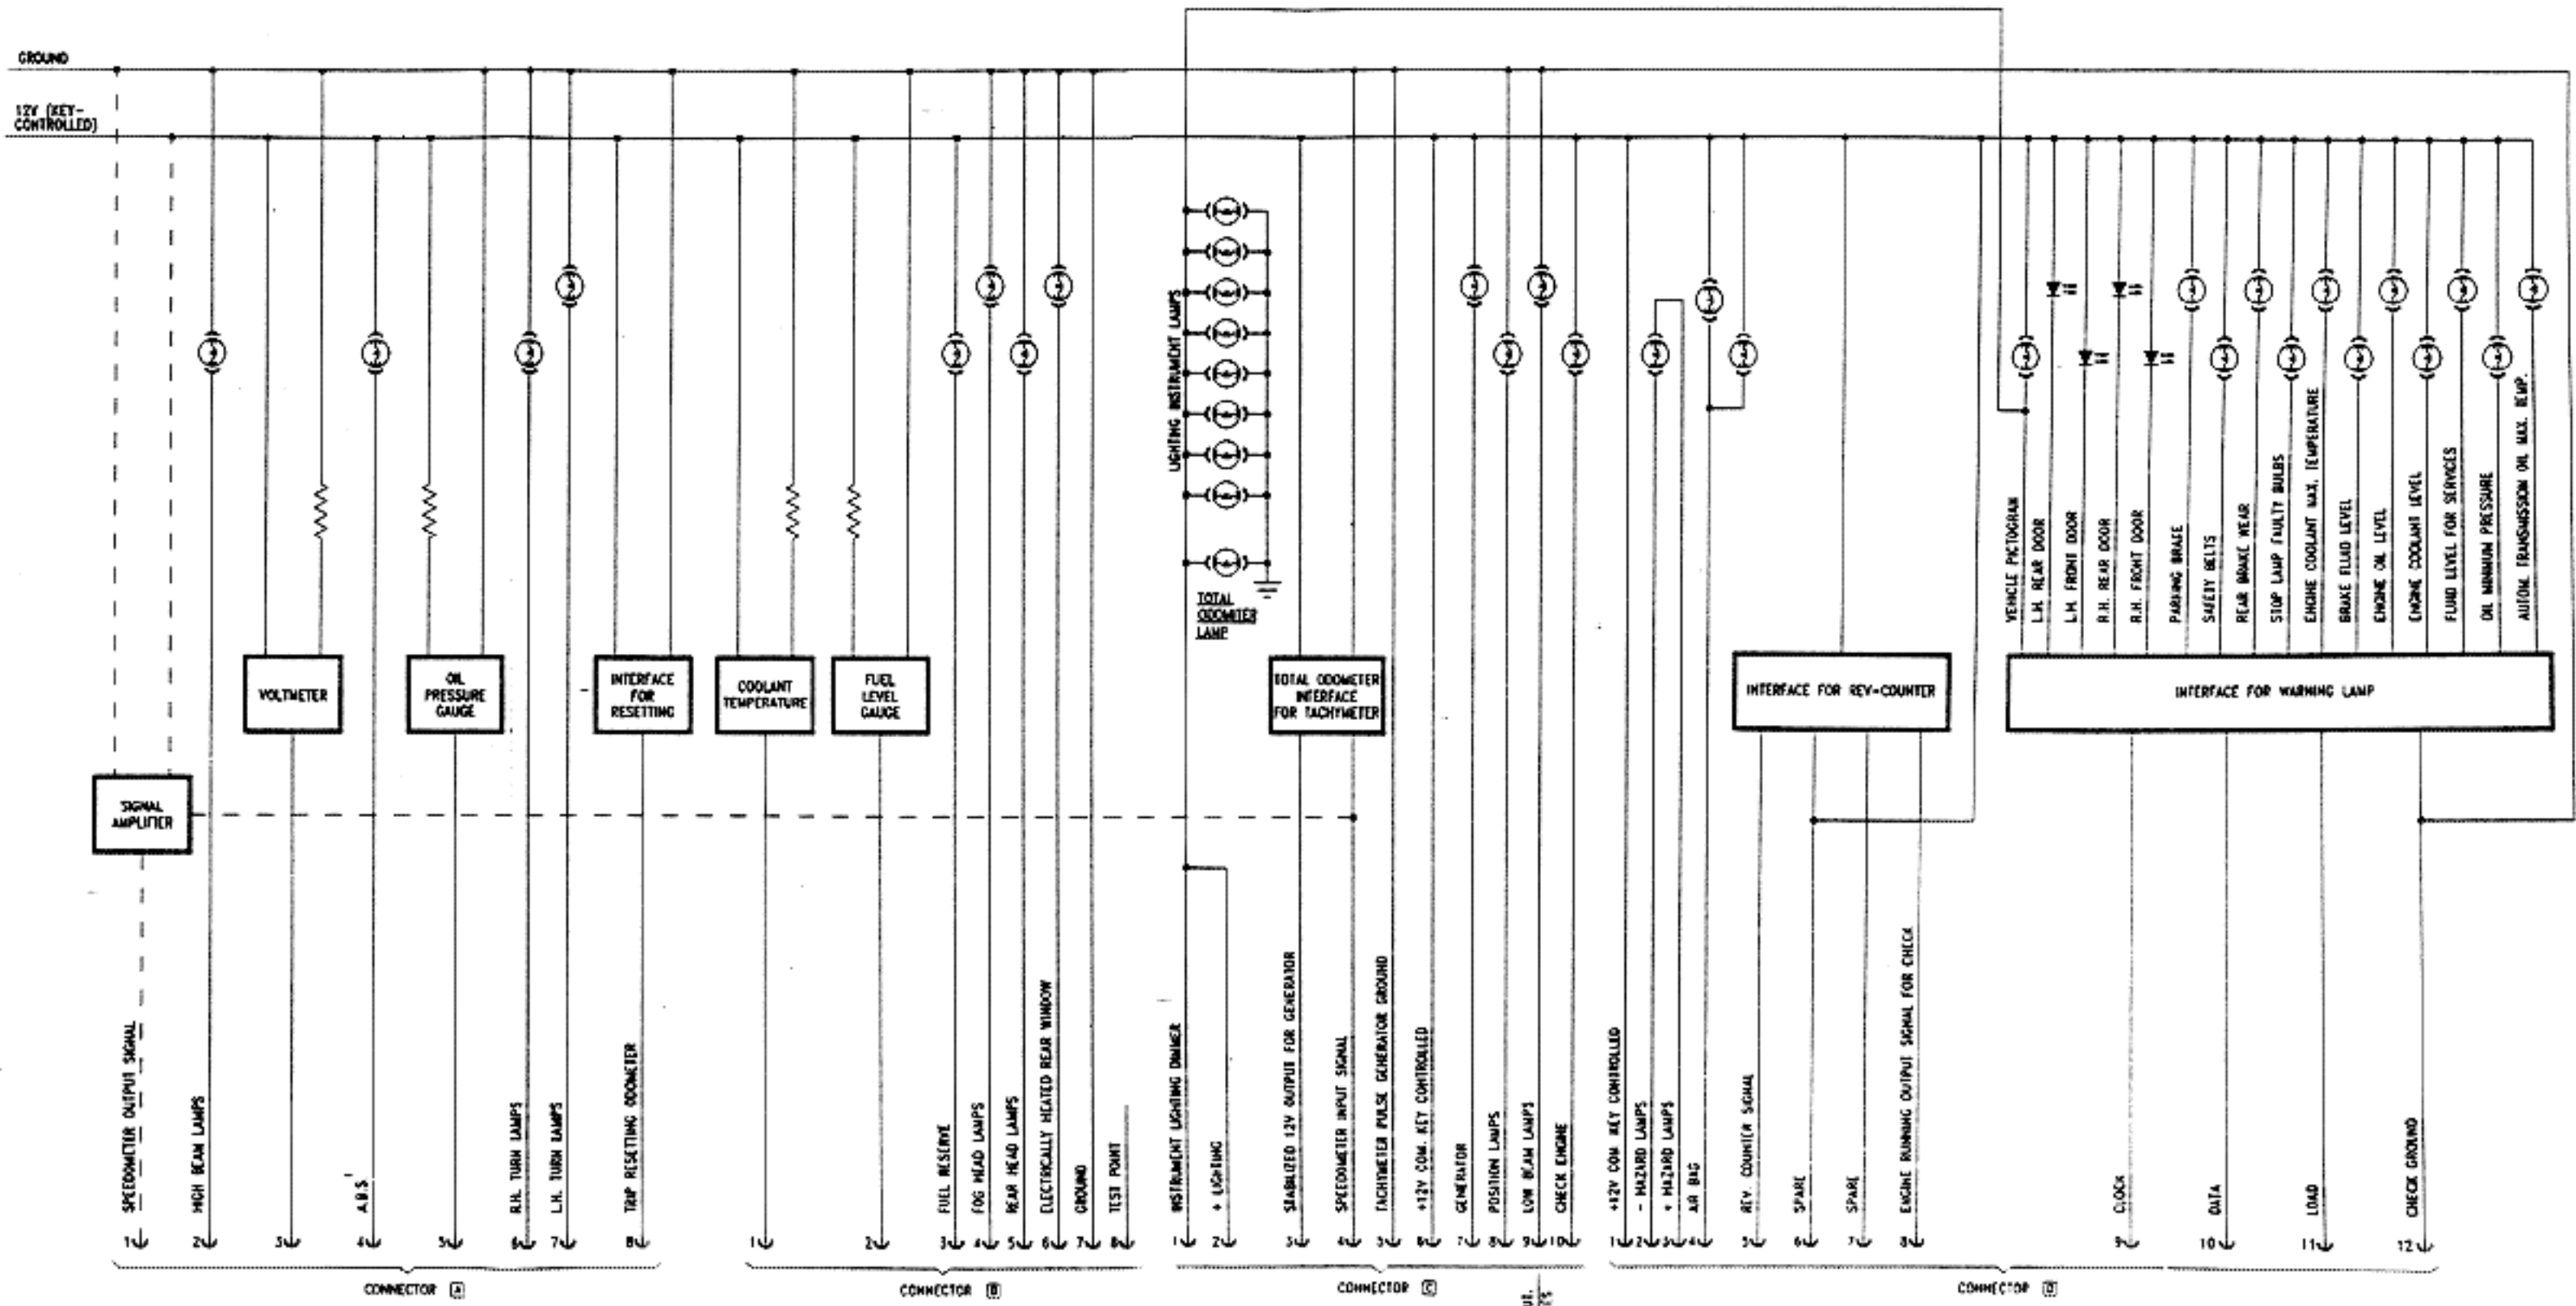 GROUND
12V (KEY-
CONTROLLED)
LIGHTING INSTRUMENT LAMPS
TOTAL
ODOMITER
LAMP
VEHICLE PICTOGRAM
L.H. REAR DOOR
L.H. FRONT DOOR
R.H. REAR DOOR
R.H. FRONT DOOR
PARKING BRAEE
SAFETY BELTS
REAR BRAKE WEAR
STOP LAMP FAULTY BULBS
ENGINE COOLANT MAX. TEMPERATURE
BRAKE FLUID LEVEL
ENGINE OIL LEVEL
ENGINE COOLANT LEVEL
FLUID LEVEL FOR SERVICES
OIL MINIMUM PRESSURE
AUTOM. TRANSMISSION OIL MAX. TEMP.
VOLTMETER
OIL
PRESSURE
GAUGE
INTERFACE
FOR
RESETTING
COOLANT
TEMPERATURE
FUEL
LEVEL
GAUGE
TOTAL ODOMETER
INTERFACE
FOR TACHYMETER
INTERFACE FOR REV-COUNTER
INTERFACE FOR WARNING LAMP
SIGNAL
AMPLIFIER
SPEEDOMETER OUTPUT SIGNAL
HIGH BEAM LAMPS
A.B.S
R.H. TURN LAMPS
L.H. TURN LAMPS
TRIP RESETTING ODOMETER
FUEL RESERVE
FOG HEAD LAMPS
REAR HEAD LAMPS
ELECTRICALLY HEATED REAR WINDOW
GROUND
TEST POINT
INSTRUMENT LIGHTING DIMMER
+ LIGHTING
STABILIZED 12V OUTPUT FOR GENERATOR
SPEEDOMETER INPUT SIGNAL
TACHYMETER PULSE GENERATOR GROUND
+12V COM. KEY CONTROLLED
GENERATOR
POSITION LAMPS
LOW BEAM LAMPS
CHECK ENGINE
+12V COM KEY CONTROLLED
- HAZARD LAMPS
+ HAZARD LAMPS
AIR BAG
REV. COUNTER SIGNAL
SPARE
SPARE
ENGINE RUNNING OUTPUT SIGNAL FOR CHECK
CLOCK
DATA
LOAD
CHECK GROUND
1 2 3 4 5 6 7 8
1 2 3 4 5 6 7 8
1 2 3 4 5 6 7 8 9 10
1 2 3 4 5 6 7 8 9 10 11 12
CONNECTOR A
CONNECTOR B
CONNECTOR C
CONNECTOR D